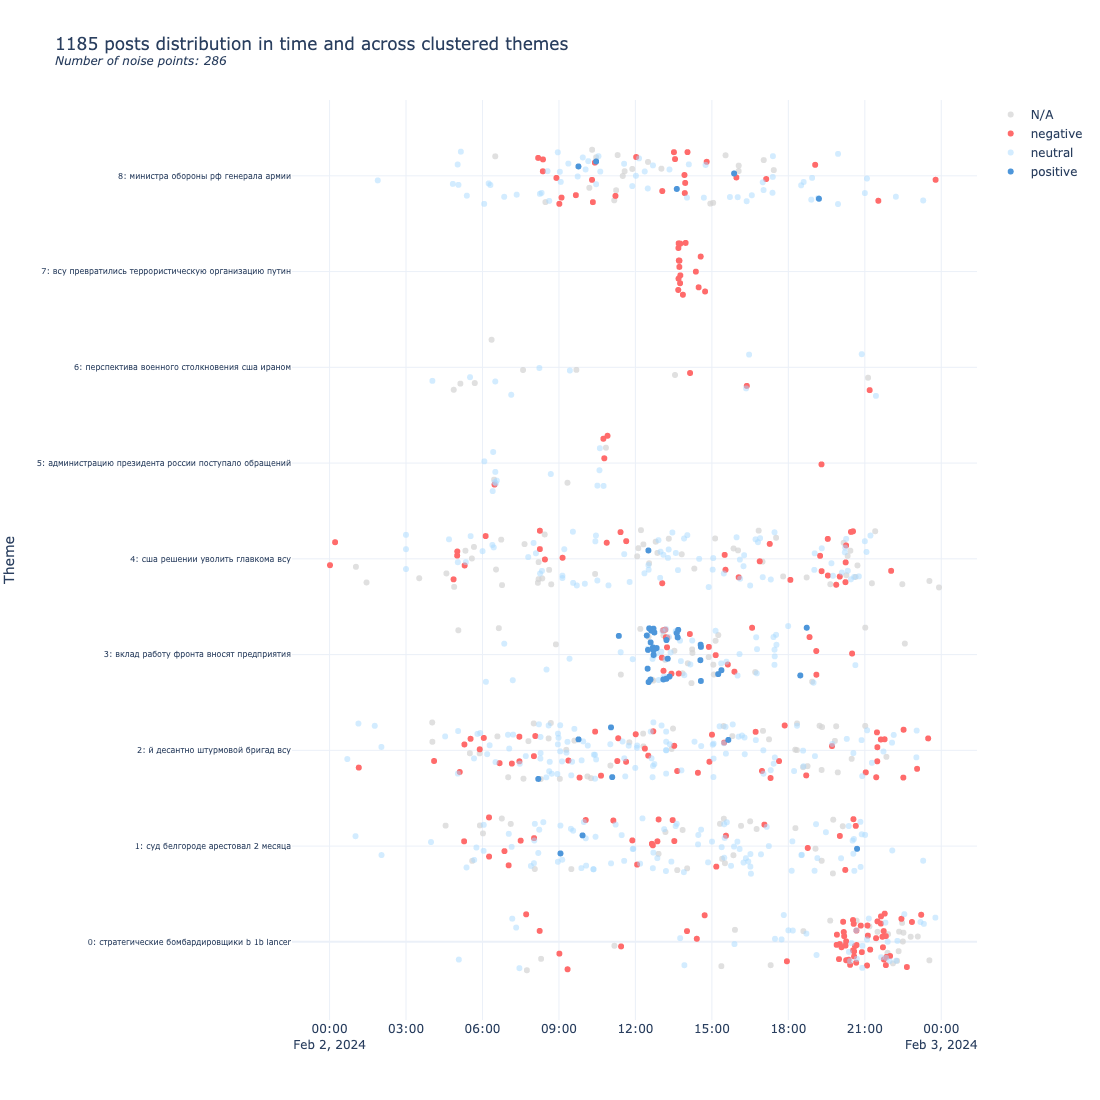 1185 posts distribution in time and across clustered themes
Number of noise points: 286
N/A
negative
neutral
positive
Theme
8: министра обороны рф генерала армии
7: всу превратились террористическую организацию путин
6: перспектива военного столкновения сша ираном
5: администрацию президента россии поступало обращений
4: сша решении уволить главкома всу
3: вклад работу фронта вносят предприятия
2: й десантно штурмовой бригад всу
1: суд белгороде арестовал 2 месяца
0: стратегические бомбардировщики b 1b lancer
00:00 03:00 06:00 09:00 12:00 15:00 18:00 21:00 00:00
Feb 2, 2024 Feb 3, 2024